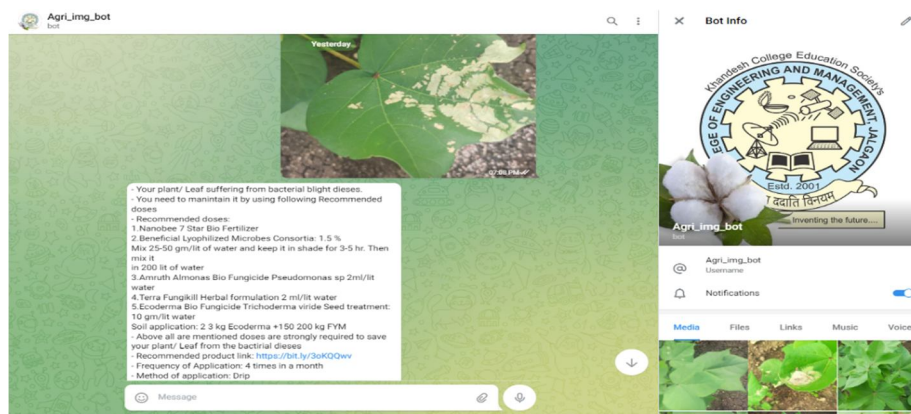 Agri_img_bot
bot
Yesterday
07:08 PM
- Your plant/ Leaf suffering from bacterial blight dieses.
- You need to manintain it by using following Recommended
doses
- Recommended doses:
1.Nanobee 7 Star Bio Fertilizer
2.Beneficial Lyophilized Microbes Consortia: 1.5 %
Mix 25-50 gm/lit of water and keep it in shade for 3-5 hr. Then
mix it
in 200 lit of water
3.Amruth Almonas Bio Fungicide Pseudomonas sp 2ml/lit
water
4.Terra Fungikill Herbal formulation 2 ml/lit water
5.Ecoderma Bio Fungicide Trichoderma viride Seed treatment:
10 gm/lit water
Soil application: 2 3 kg Ecoderma +150 200 kg FYM
- Above all are mentioned doses are strongly required to save
your plant/ Leaf from the bactirial dieses
- Recommended product link: https://bit.ly/3oKQQwv
- Frequency of Application: 4 times in a month
- Method of application: Drip
Message
Bot Info
Khandesh College Education Society's
EGE OF ENGINEERING AND MANAGEMENT, JALGAON
Estd. 2001
ददाति विनयम्
Inventing the future....
Agri_img_bot
bot
Agri_img_bot
Username
Notifications
Media Files Links Music Voice